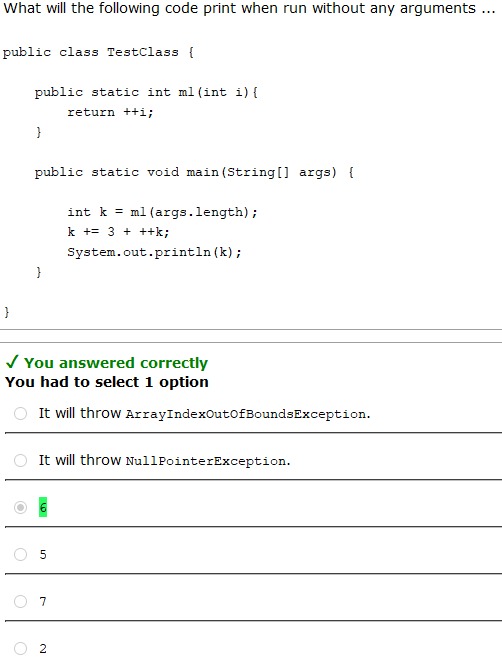 What will the following code print when run without any arguments ...
public class TestClass {
public static int m1(int i){
return ++i;
}
public static void main(String[] args) {
int k = m1(args.length);
k += 3 + ++k;
System.out.println(k);
}
}
✓ You answered correctly
You had to select 1 option
It will throw ArrayIndexOutOfBoundsException.
It will throw NullPointerException.
6
5
7
2